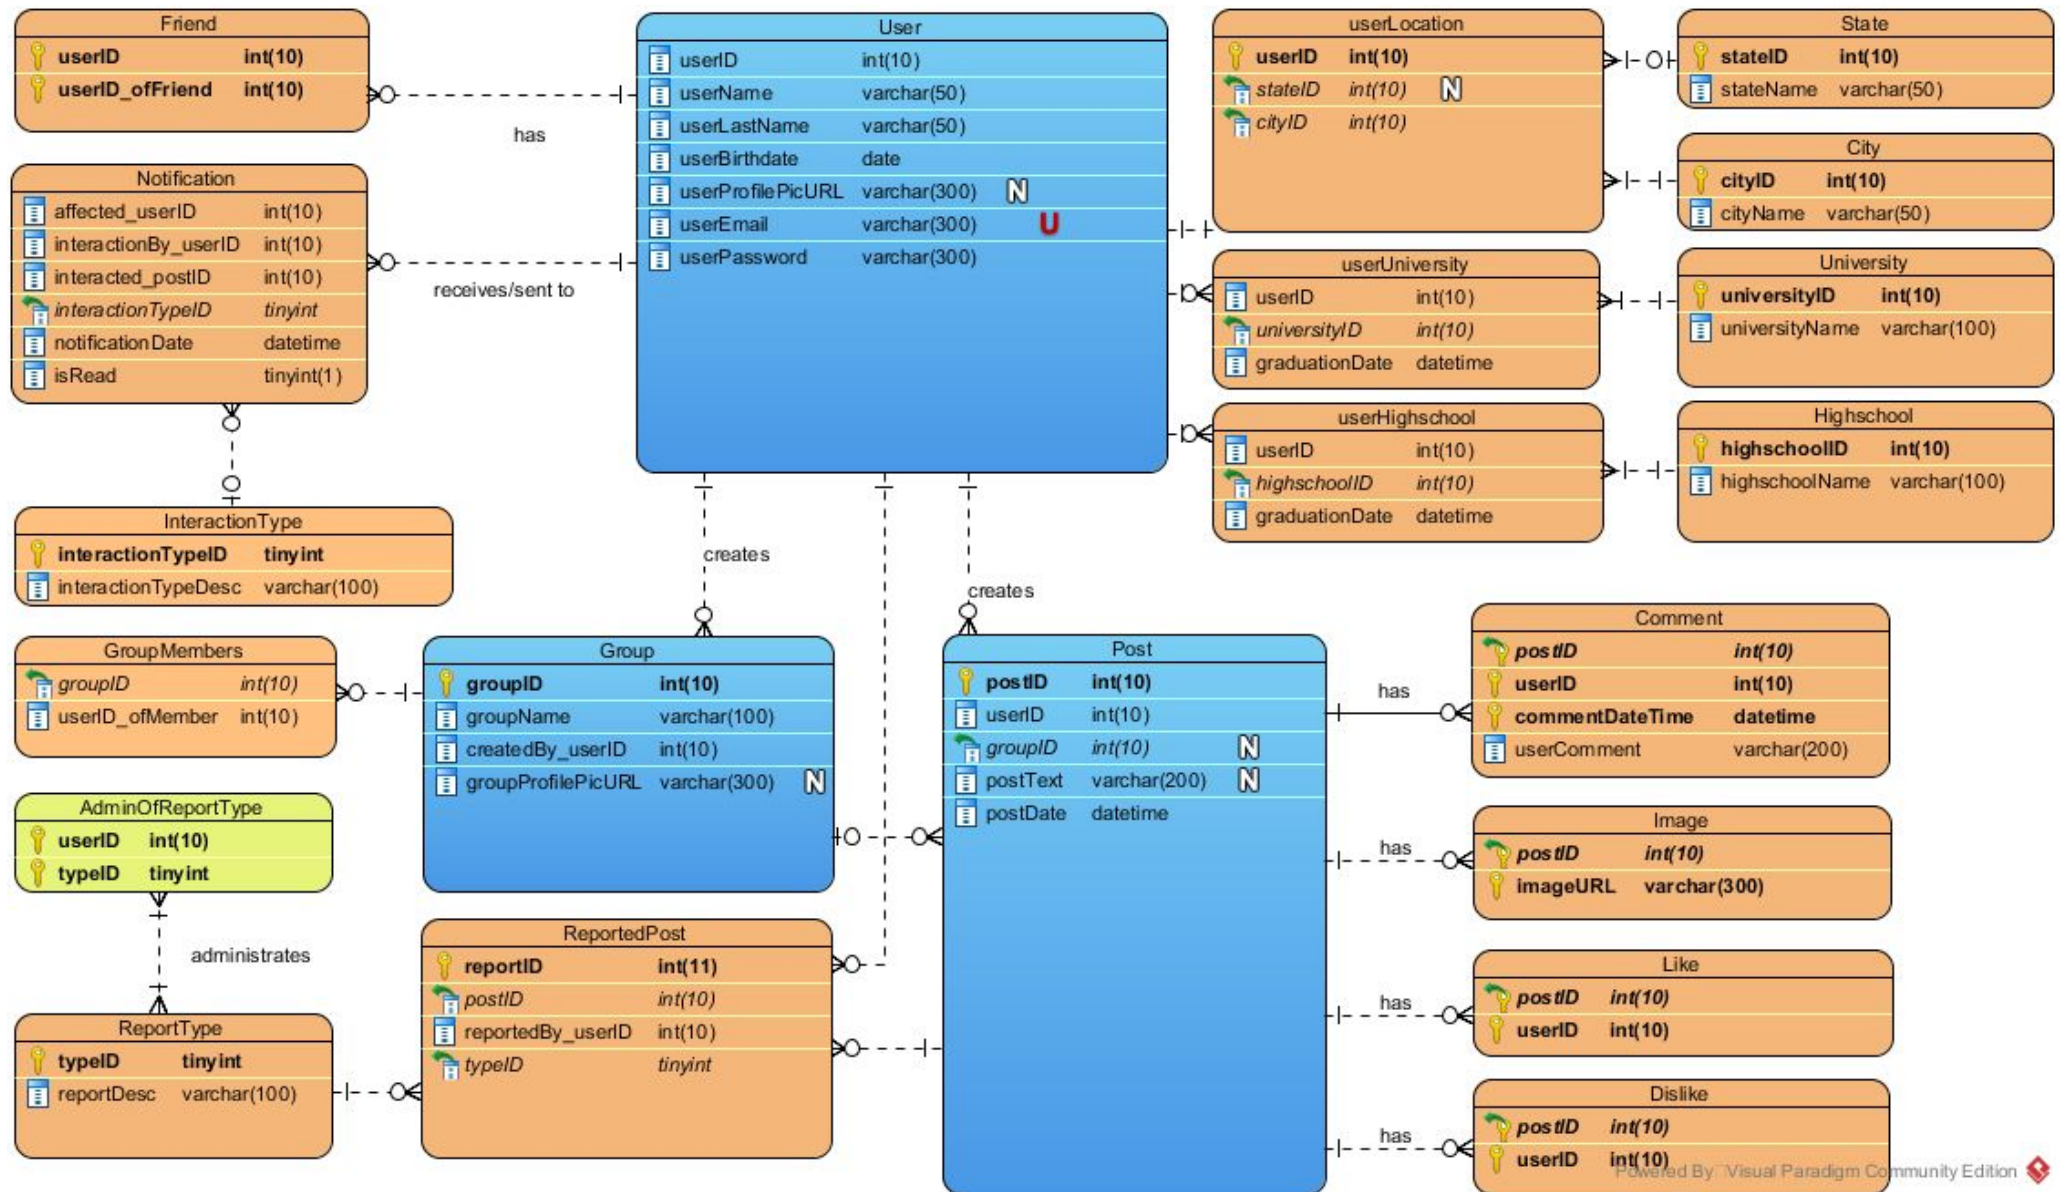 Friend
userID int(10)
userID_ofFriend int(10)
has
Notification
affected_userID int(10)
interactionBy_userID int(10)
interacted_postID int(10)
interactionTypeID tinyint
notificationDate datetime
isRead tinyint(1)
receives/sent to
User
userID int(10)
userName varchar(50)
userLastName varchar(50)
userBirthdate date
userProfilePicURL varchar(300) N
userEmail varchar(300) U
userPassword varchar(300)
userLocation
userID int(10)
stateID int(10) N
cityID int(10)
State
stateID int(10)
stateName varchar(50)
City
cityID int(10)
cityName varchar(50)
userUniversity
userID int(10)
universityID int(10)
graduationDate datetime
University
universityID int(10)
universityName varchar(100)
userHighschool
userID int(10)
highschoolID int(10)
graduationDate datetime
Highschool
highschoolID int(10)
highschoolName varchar(100)
InteractionType
interactionTypeID tinyint
interactionTypeDesc varchar(100)
creates
creates
GroupMembers
groupID int(10)
userID_ofMember int(10)
Group
groupID int(10)
groupName varchar(100)
createdBy_userID int(10)
groupProfilePicURL varchar(300) N
Post
postID int(10)
userID int(10)
groupID int(10) N
postText varchar(200) N
postDate datetime
has
Comment
postID int(10)
userID int(10)
commentDateTime datetime
userComment varchar(200)
AdminOfReportType
userID int(10)
typeID tinyint
administrates
has
Image
postID int(10)
imageURL varchar(300)
ReportedPost
reportID int(11)
postID int(10)
reportedBy_userID int(10)
typeID tinyint
has
Like
postID int(10)
userID int(10)
ReportType
typeID tinyint
reportDesc varchar(100)
has
Dislike
postID int(10)
userID int(10)
Powered By Visual Paradigm Community Edition